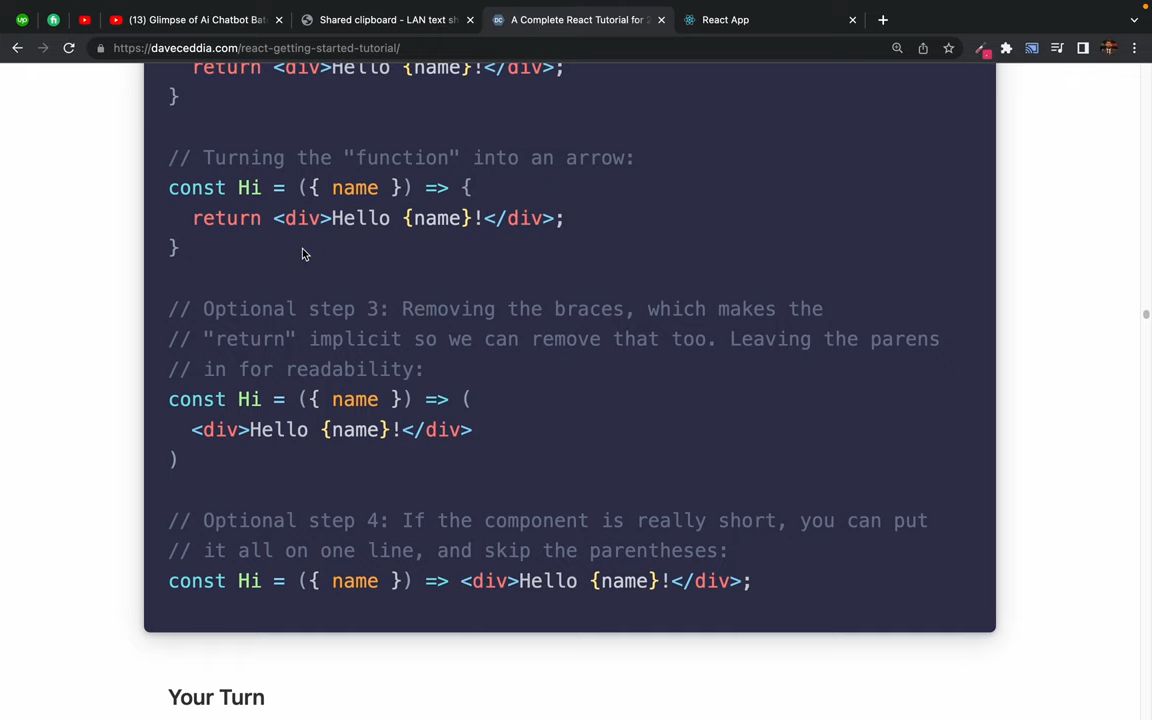 (13) Glimpse of Ai Chatbot Bat
Shared clipboard - LAN text sh
A Complete React Tutorial for 2
React App
https://daveceddia.com/react-getting-started-tutorial/
return <div>Hello {name}!</div>;
}
// Turning the "function" into an arrow:
const Hi = ({ name }) => {
return <div>Hello {name}!</div>;
}
// Optional step 3: Removing the braces, which makes the
// "return" implicit so we can remove that too. Leaving the parens
// in for readability:
const Hi = ({ name }) => (
<div>Hello {name}!</div>
)
// Optional step 4: If the component is really short, you can put
// it all on one line, and skip the parentheses:
const Hi = ({ name }) => <div>Hello {name}!</div>;
Your Turn